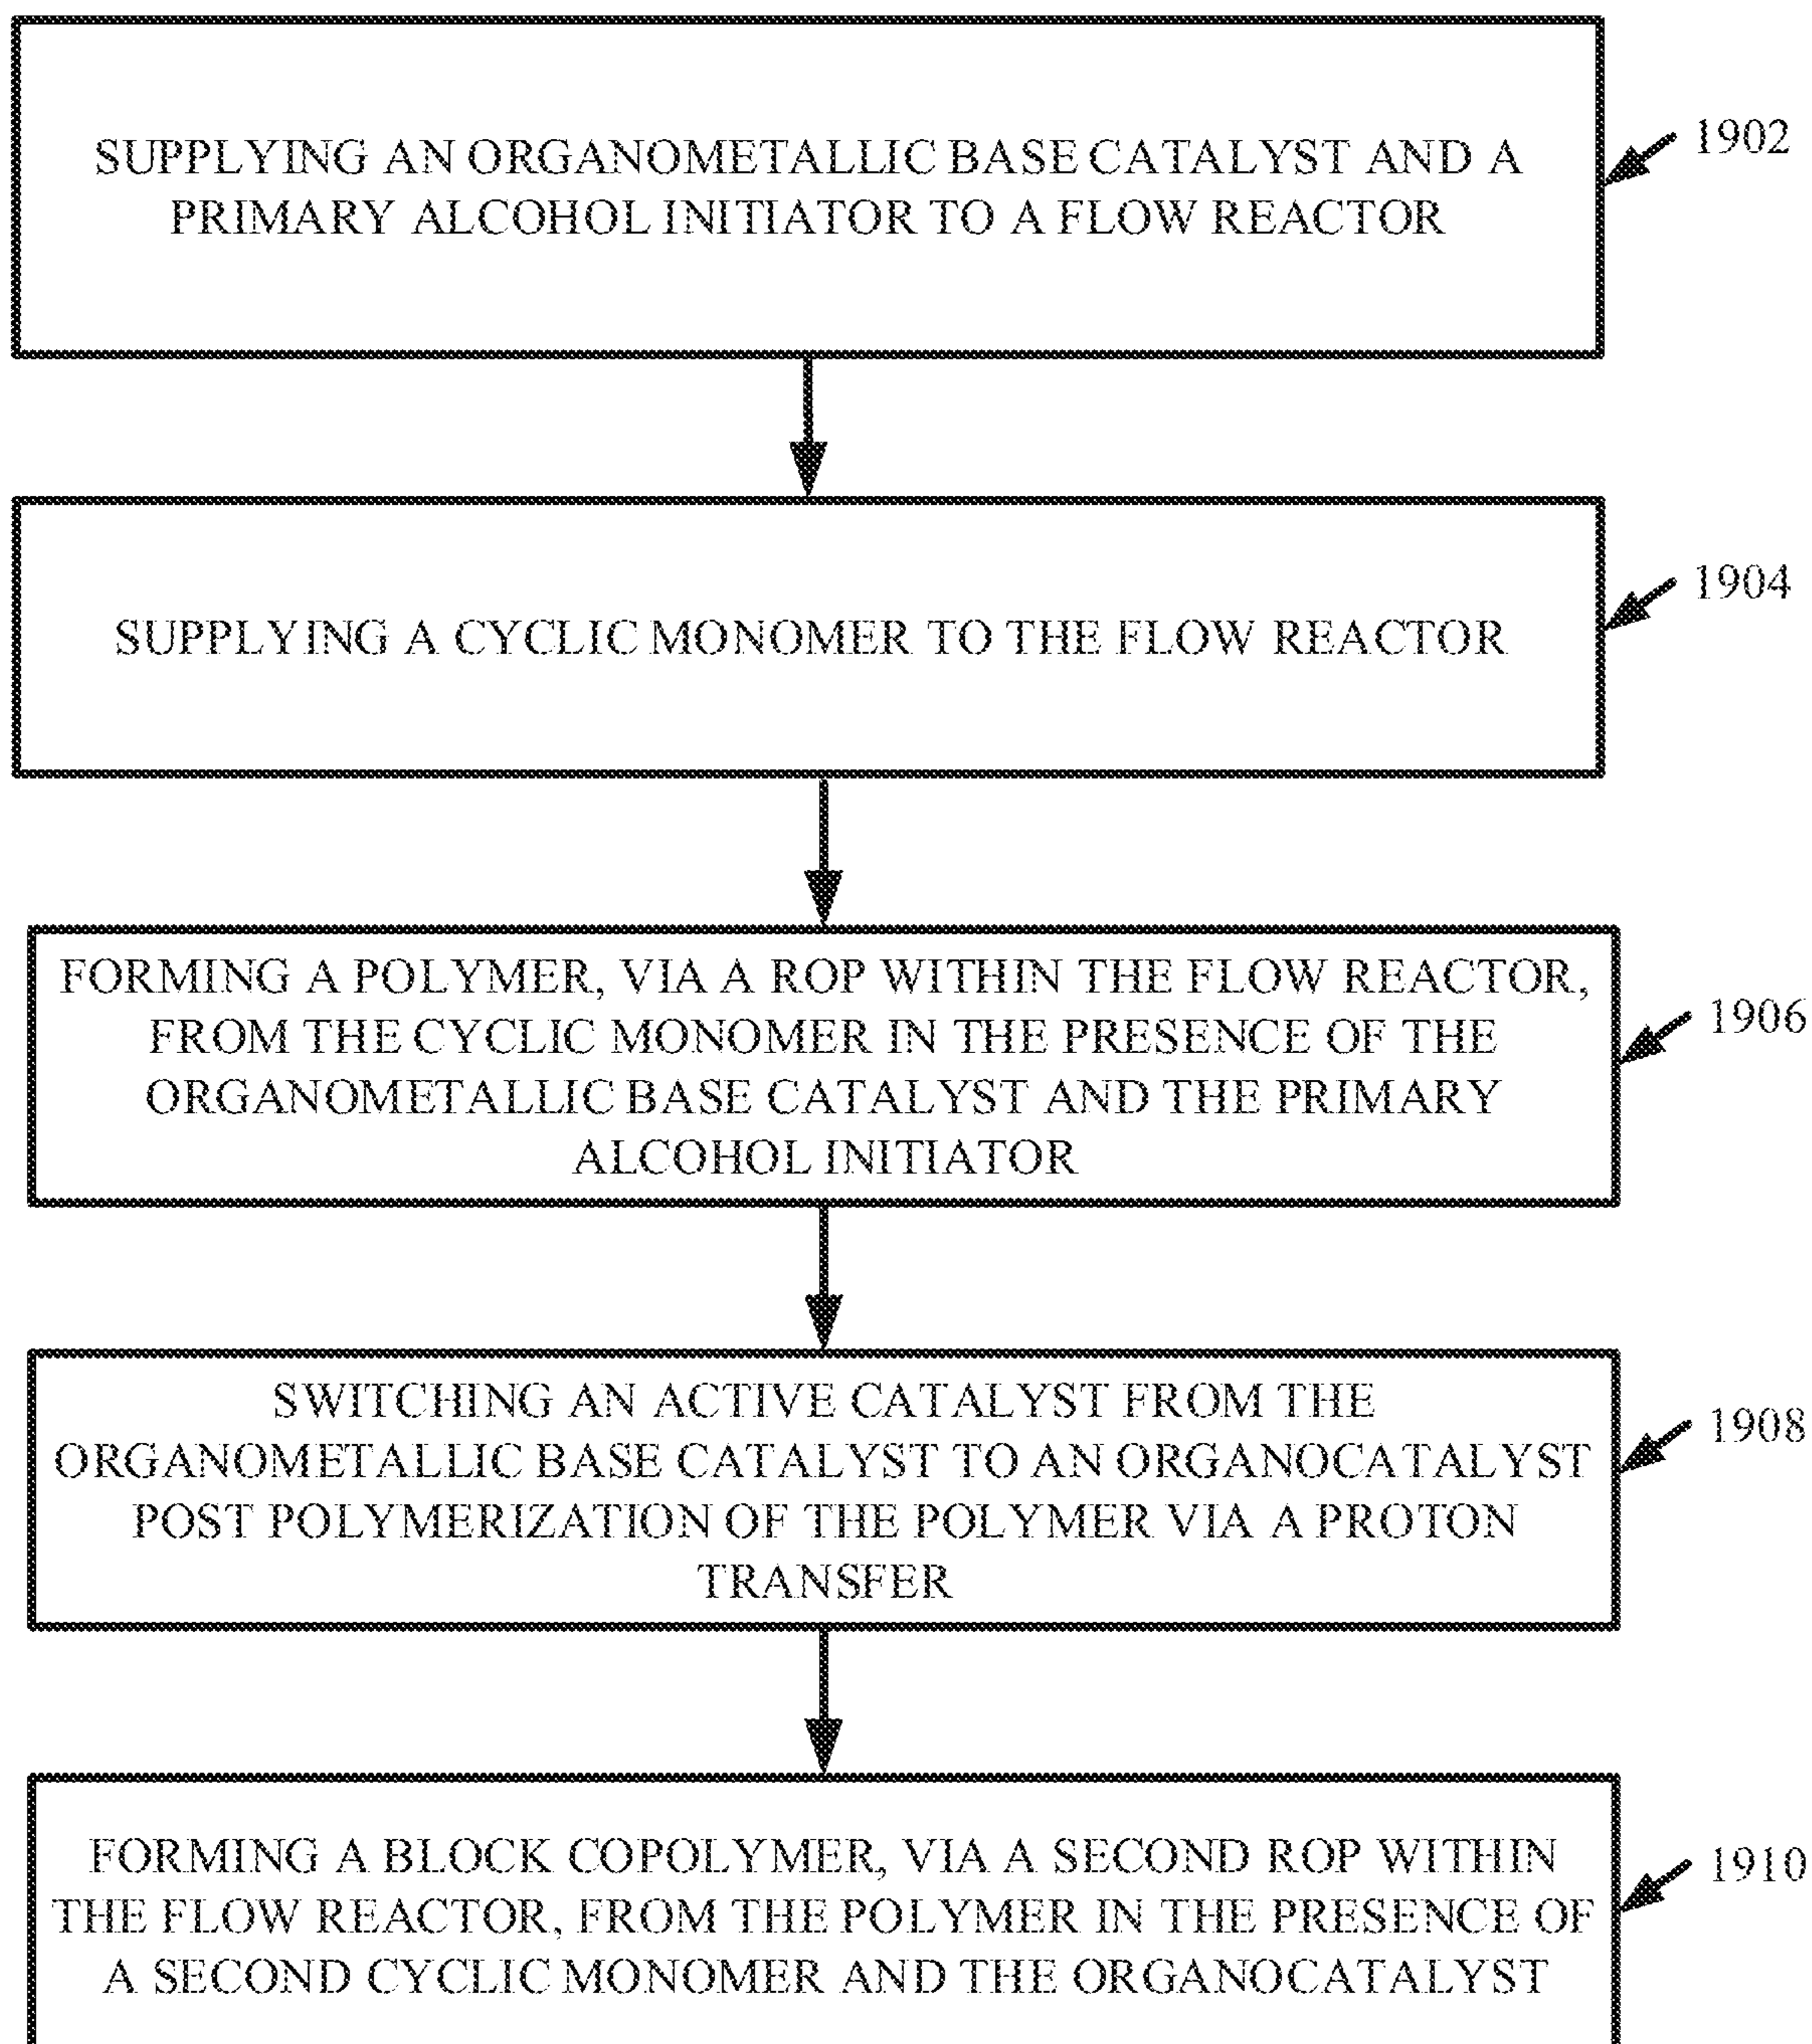 SUPPLYING AN ORGANOMETALLIC BASE CATALYST AND A
PRIMARY ALCOHOL INITIATOR TO A FLOW REACTOR
1902
SUPPLYING A CYCLIC MONOMER TO THE FLOW REACTOR
1904
FORMING A POLYMER, VIA A ROP WITHIN THE FLOW REACTOR,
FROM THE CYCLIC MONOMER IN THE PRESENCE OF THE
ORGANOMETALLIC BASE CATALYST AND THE PRIMARY
ALCOHOL INITIATOR
1906
SWITCHING AN ACTIVE CATALYST FROM THE
ORGANOMETALLIC BASE CATALYST TO AN ORGANOCATALYST
POST POLYMERIZATION OF THE POLYMER VIA A PROTON
TRANSFER
1908
FORMING A BLOCK COPOLYMER, VIA A SECOND ROP WITHIN
THE FLOW REACTOR, FROM THE POLYMER IN THE PRESENCE OF
A SECOND CYCLIC MONOMER AND THE ORGANOCATALYST
1910